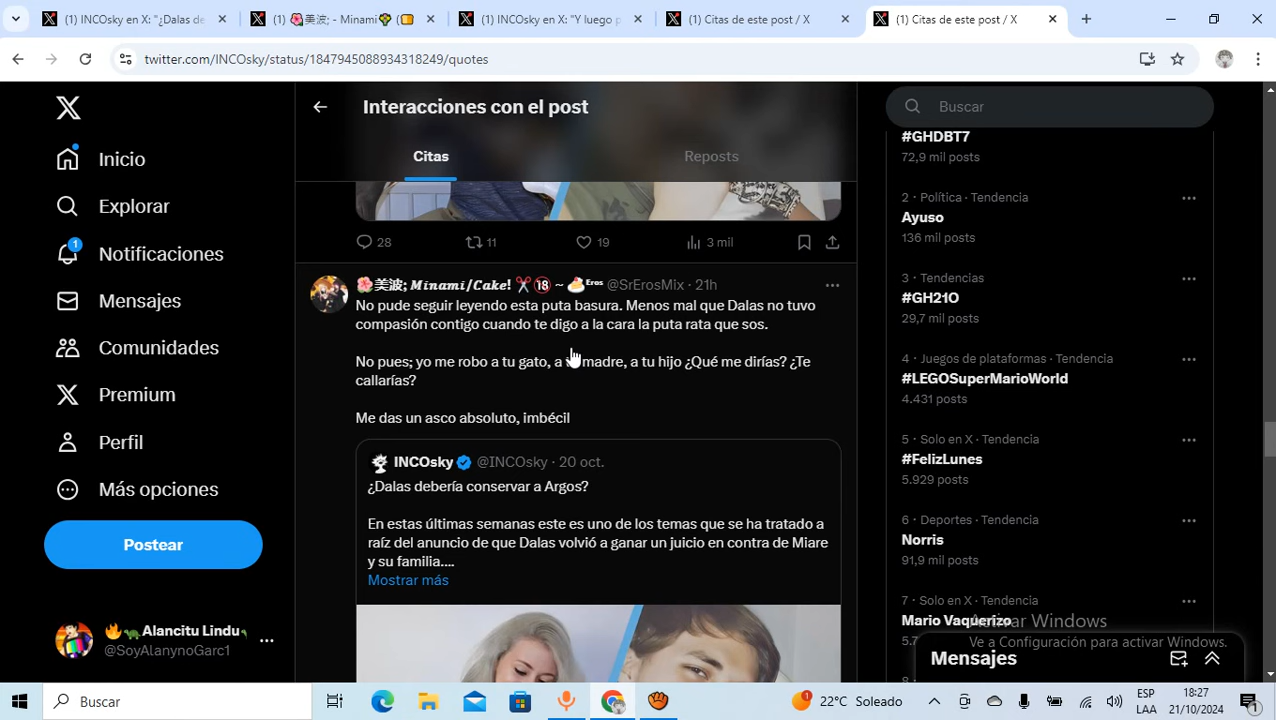 (1) INCOsky en X: "¿Dalas de
(1) 🌺美波; - Minami🌳 (
(1) INCOsky en X: "Y luego p
(1) Citas de este post / X
(1) Citas de este post / X
twitter.com/INCOsky/status/1847945088934318249/quotes
Inicio
Explorar
1
Notificaciones
Mensajes
Comunidades
Premium
Perfil
Más opciones
Postear
🔥🦖Alancitu Lindu
@SoyAlanynoGarc1
Interacciones con el post
Citas
Reposts
28
11
19
3 mil
🌺美波; Minami/Cake! ✂️🔞 ~ 🍰ᴱʳᵒˢ @SrErosMix · 21h
No pude seguir leyendo esta puta basura. Menos mal que Dalas no tuvo
compasión contigo cuando te digo a la cara la puta rata que sos.
No pues; yo me robo a tu gato, a madre, a tu hijo ¿Qué me dirías? ¿Te
callarías?
Me das un asco absoluto, imbécil
INCOsky @INCOsky · 20 oct.
¿Dalas debería conservar a Argos?
En estas últimas semanas este es uno de los temas que se ha tratado a
raíz del anuncio de que Dalas volvió a ganar un juicio en contra de Miare
y su familia....
Mostrar más
Buscar
#GHDBT7
72,9 mil posts
2 · Política · Tendencia
Ayuso
136 mil posts
3 · Tendencias
#GH21O
29,7 mil posts
4 · Juegos de plataformas · Tendencia
#LEGOSuperMarioWorld
4.431 posts
5 · Solo en X · Tendencia
#FelizLunes
5.929 posts
6 · Deportes · Tendencia
Norris
91,9 mil posts
7 · Solo en X · Tendencia
Mario Vaquerizo
Activar Windows
Ve a Configuración para activar Windows.
Mensajes
Buscar
1
22°C Soleado
ESP
LAA
18:27
21/10/2024
1